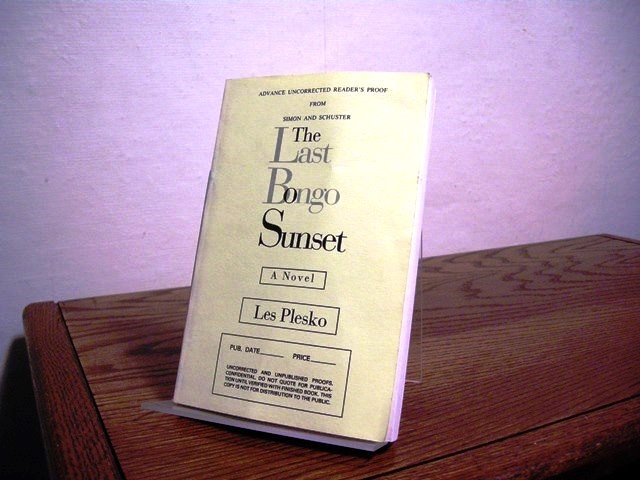 ADVANCE UNCORRECTED READER'S PROOF
FROM
SIMON AND SCHUSTER
The
Last
Bongo
Sunset
A Novel
Les Plesko
PUB. DATE______ PRICE______
UNCORRECTED AND UNPUBLISHED PROOFS.
CONFIDENTIAL. DO NOT QUOTE FOR PUBLICA-
TION UNTIL VERIFIED WITH FINISHED BOOK. THIS
COPY IS NOT FOR DISTRIBUTION TO THE PUBLIC.